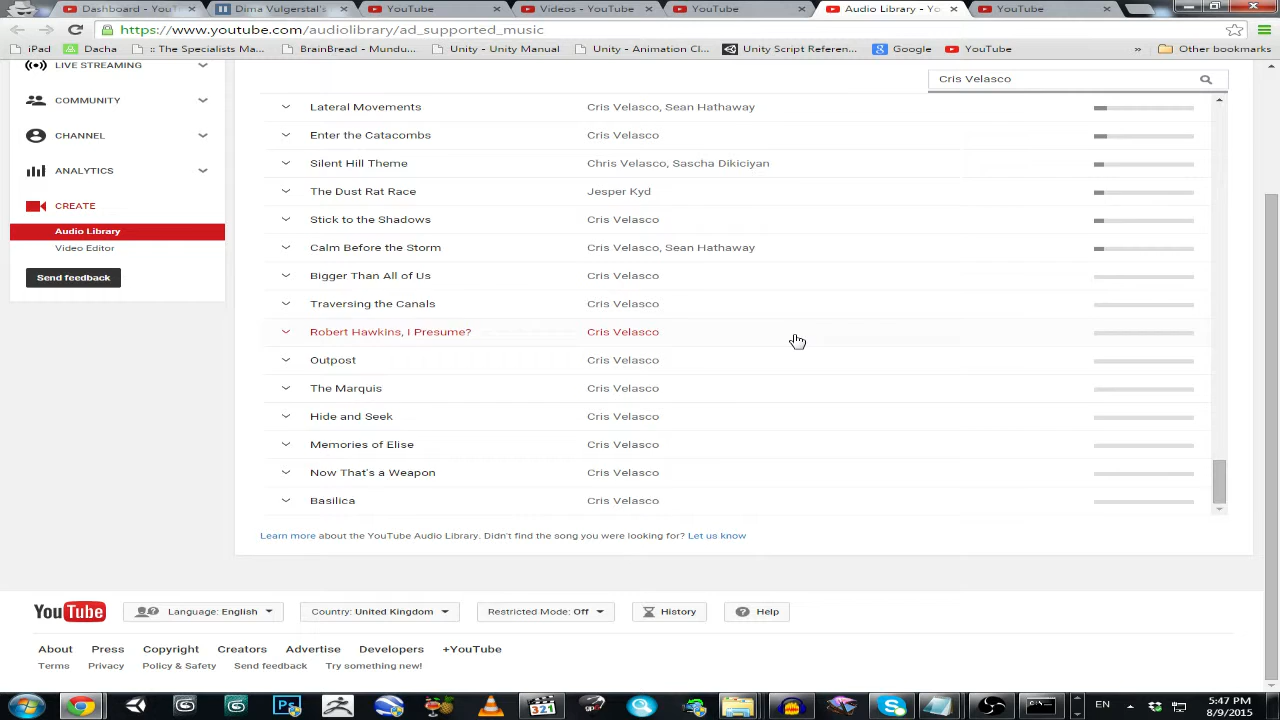 Dashboard - YouT
Dima Vulgerstal's
YouTube
Videos - YouTube
YouTube
Audio Library - Yo
YouTube
https://www.youtube.com/audiolibrary/ad_supported_music
iPad
Dacha
:: The Specialists Ma...
BrainBread - Mundu...
Unity - Unity Manual
Unity - Animation Cl...
UnityScript Referen...
Google
YouTube
»
Other bookmarks
LIVE STREAMING
COMMUNITY
CHANNEL
ANALYTICS
CREATE
Audio Library
Video Editor
Send feedback
Cris Velasco
Lateral Movements Cris Velasco, Sean Hathaway
Enter the Catacombs Cris Velasco
Silent Hill Theme Chris Velasco, Sascha Dikiciyan
The Dust Rat Race Jesper Kyd
Stick to the Shadows Cris Velasco
Calm Before the Storm Cris Velasco, Sean Hathaway
Bigger Than All of Us Cris Velasco
Traversing the Canals Cris Velasco
Robert Hawkins, I Presume? Cris Velasco
Outpost Cris Velasco
The Marquis Cris Velasco
Hide and Seek Cris Velasco
Memories of Elise Cris Velasco
Now That's a Weapon Cris Velasco
Basilica Cris Velasco
Learn more about the YouTube Audio Library. Didn't find the song you were looking for? Let us know
YouTube
Language: English
Country: United Kingdom
Restricted Mode: Off
History
Help
About Press Copyright Creators Advertise Developers +YouTube
Terms Privacy Policy & Safety Send feedback Try something new!
Ps
321
EN
5:47 PM
8/9/2015